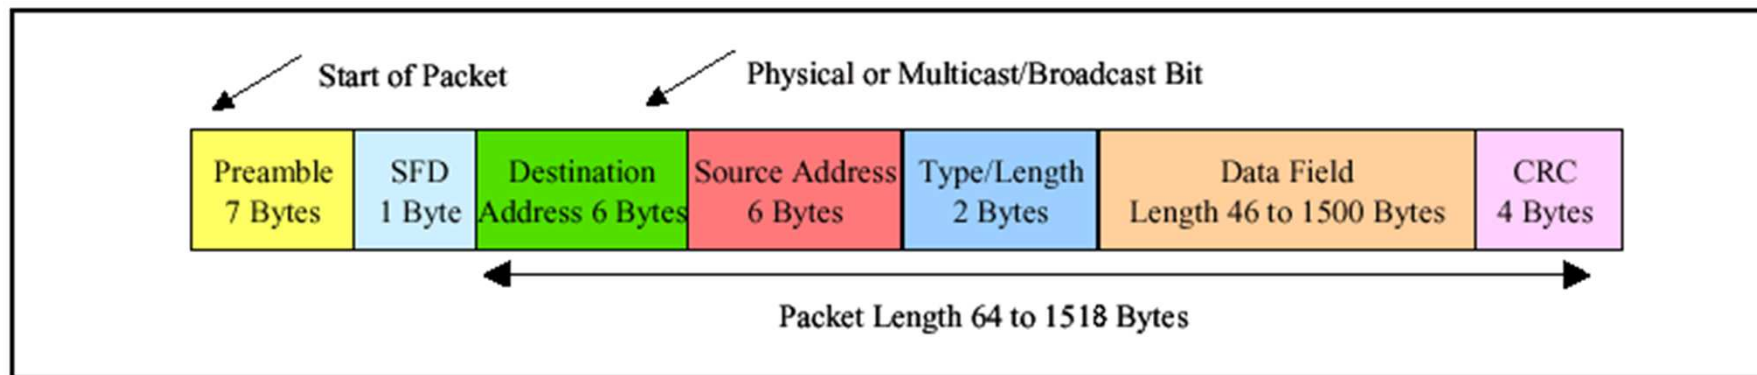 Start of Packet
Physical or Multicast/Broadcast Bit
Preamble
7 Bytes
SFD
1 Byte
Destination
Address 6 Bytes
Source Address
6 Bytes
Type/Length
2 Bytes
Data Field
Length 46 to 1500 Bytes
CRC
4 Bytes
Packet Length 64 to 1518 Bytes